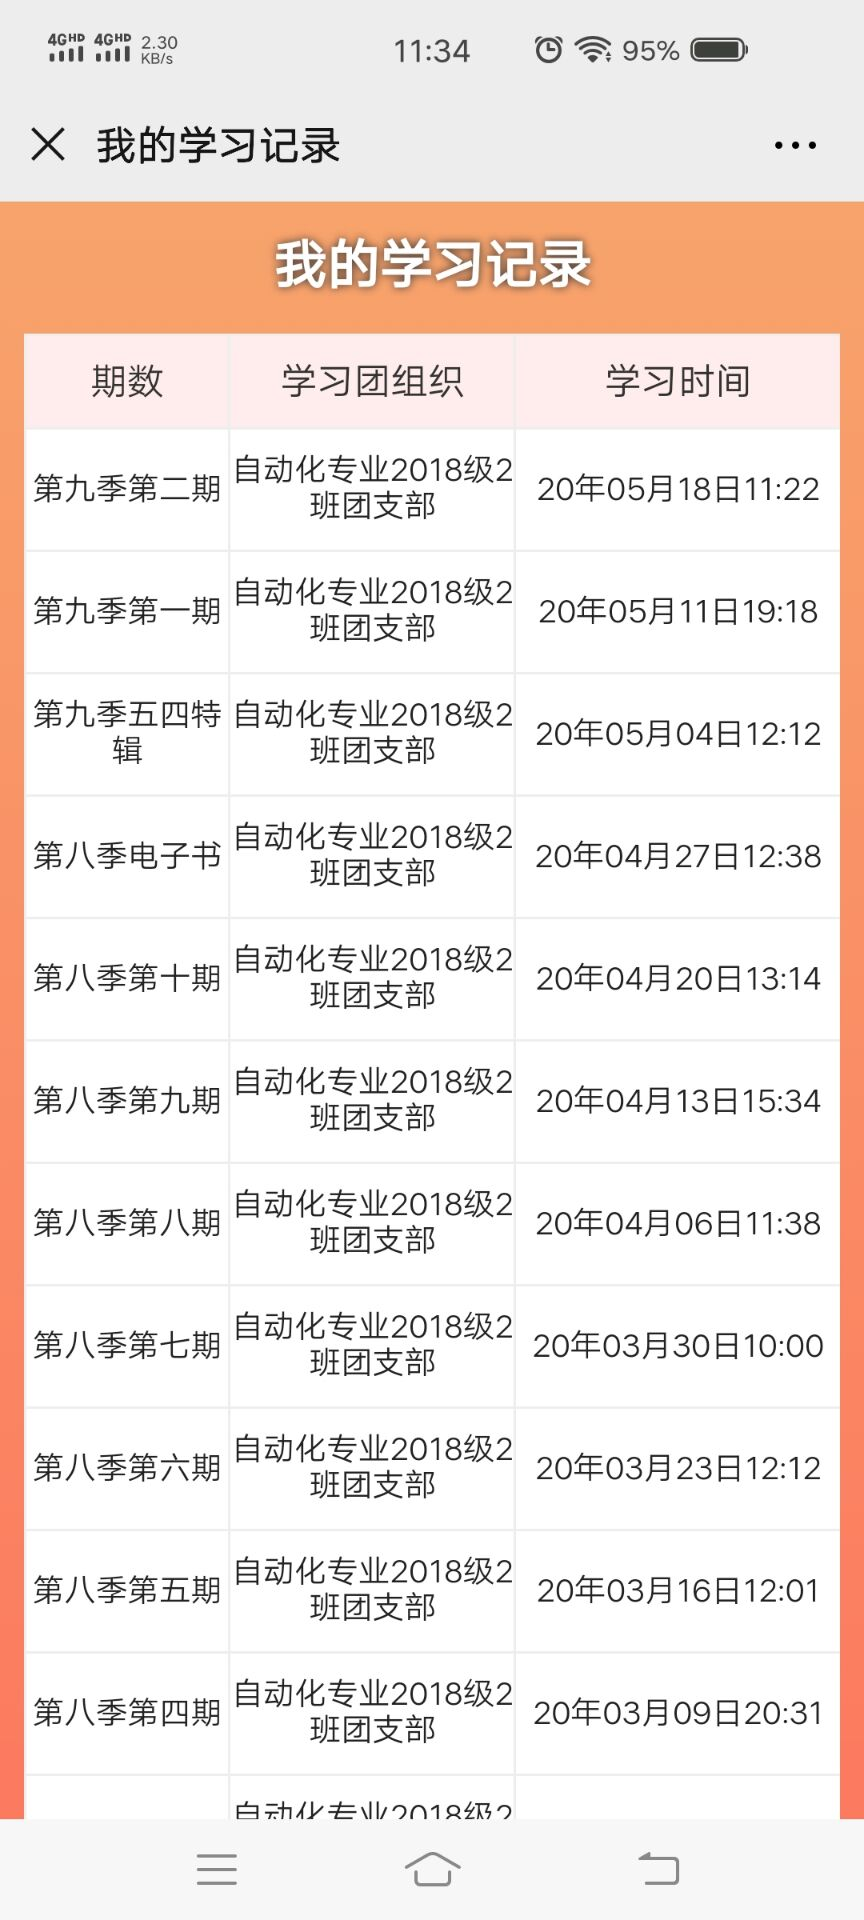 4GHD 4GHD 2.30 KB/s 11:34 95%
我的学习记录
我的学习记录
期数 学习团组织 学习时间
第九季第二期 自动化专业2018级2 20年05月18日11:22
班团支部
第九季第一期 自动化专业2018级2 20年05月11日19:18
班团支部
第九季五四特 自动化专业2018级2 20年05月04日12:12
辑 班团支部
第八季电子书 自动化专业2018级2 20年04月27日12:38
班团支部
第八季第十期 自动化专业2018级2 20年04月20日13:14
班团支部
第八季第九期 自动化专业2018级2 20年04月13日15:34
班团支部
第八季第八期 自动化专业2018级2 20年04月06日11:38
班团支部
第八季第七期 自动化专业2018级2 20年03月30日10:00
班团支部
第八季第六期 自动化专业2018级2 20年03月23日12:12
班团支部
第八季第五期 自动化专业2018级2 20年03月16日12:01
班团支部
第八季第四期 自动化专业2018级2 20年03月09日20:31
班团支部
自动化专业2018级2